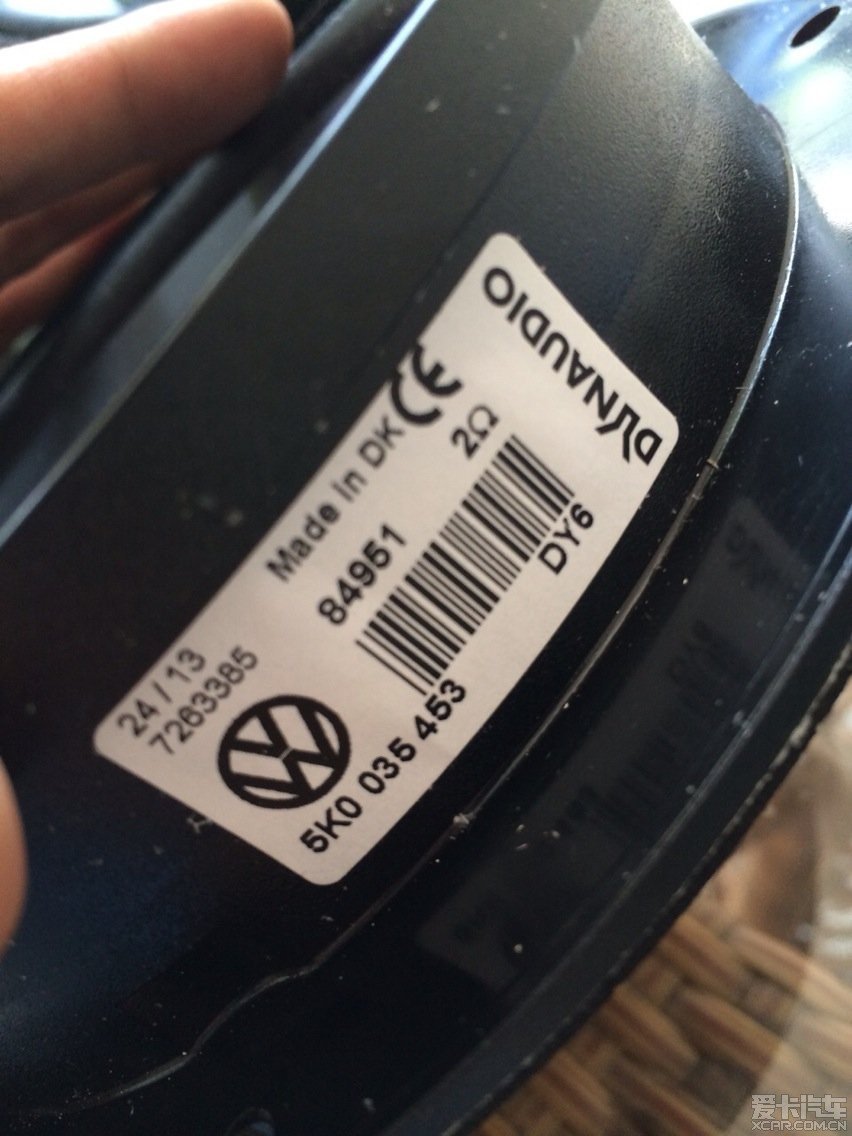 DYNAUDIO
Made in DK CE
84951 2Ω
DY6
24 / 13
7263385
5K0 035 453
爱卡汽车
XCAR.COM.CN